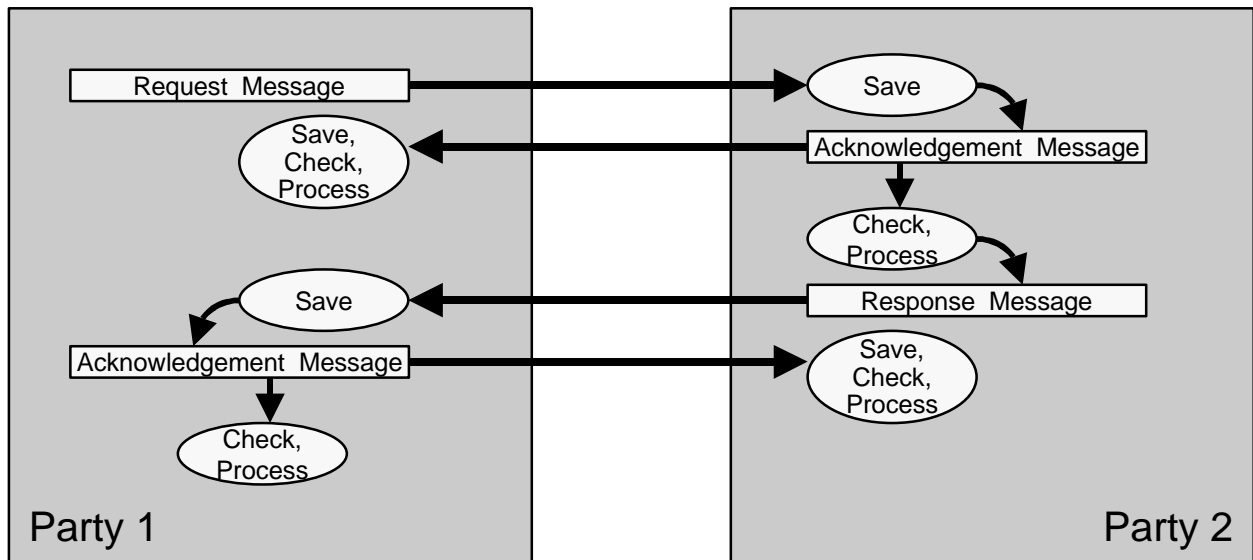 Request Message
Save
Save,
Check,
Process
Acknowledgement Message
Check,
Process
Save
Response Message
Acknowledgement Message
Save,
Check,
Process
Check,
Process
Party 1
Party 2